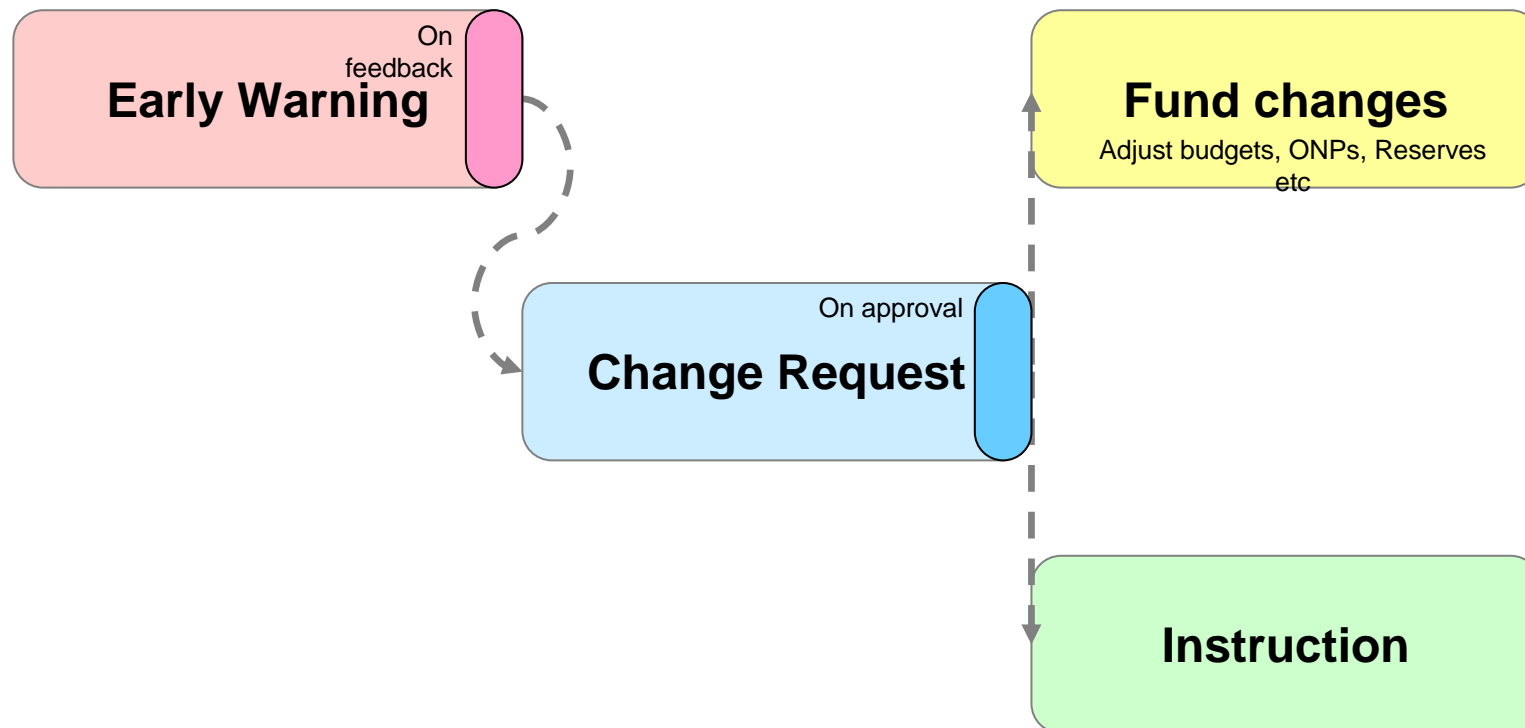 On
feedback
Early Warning
Fund changes
Adjust budgets, ONPs, Reserves
etc
On approval
Change Request
Instruction